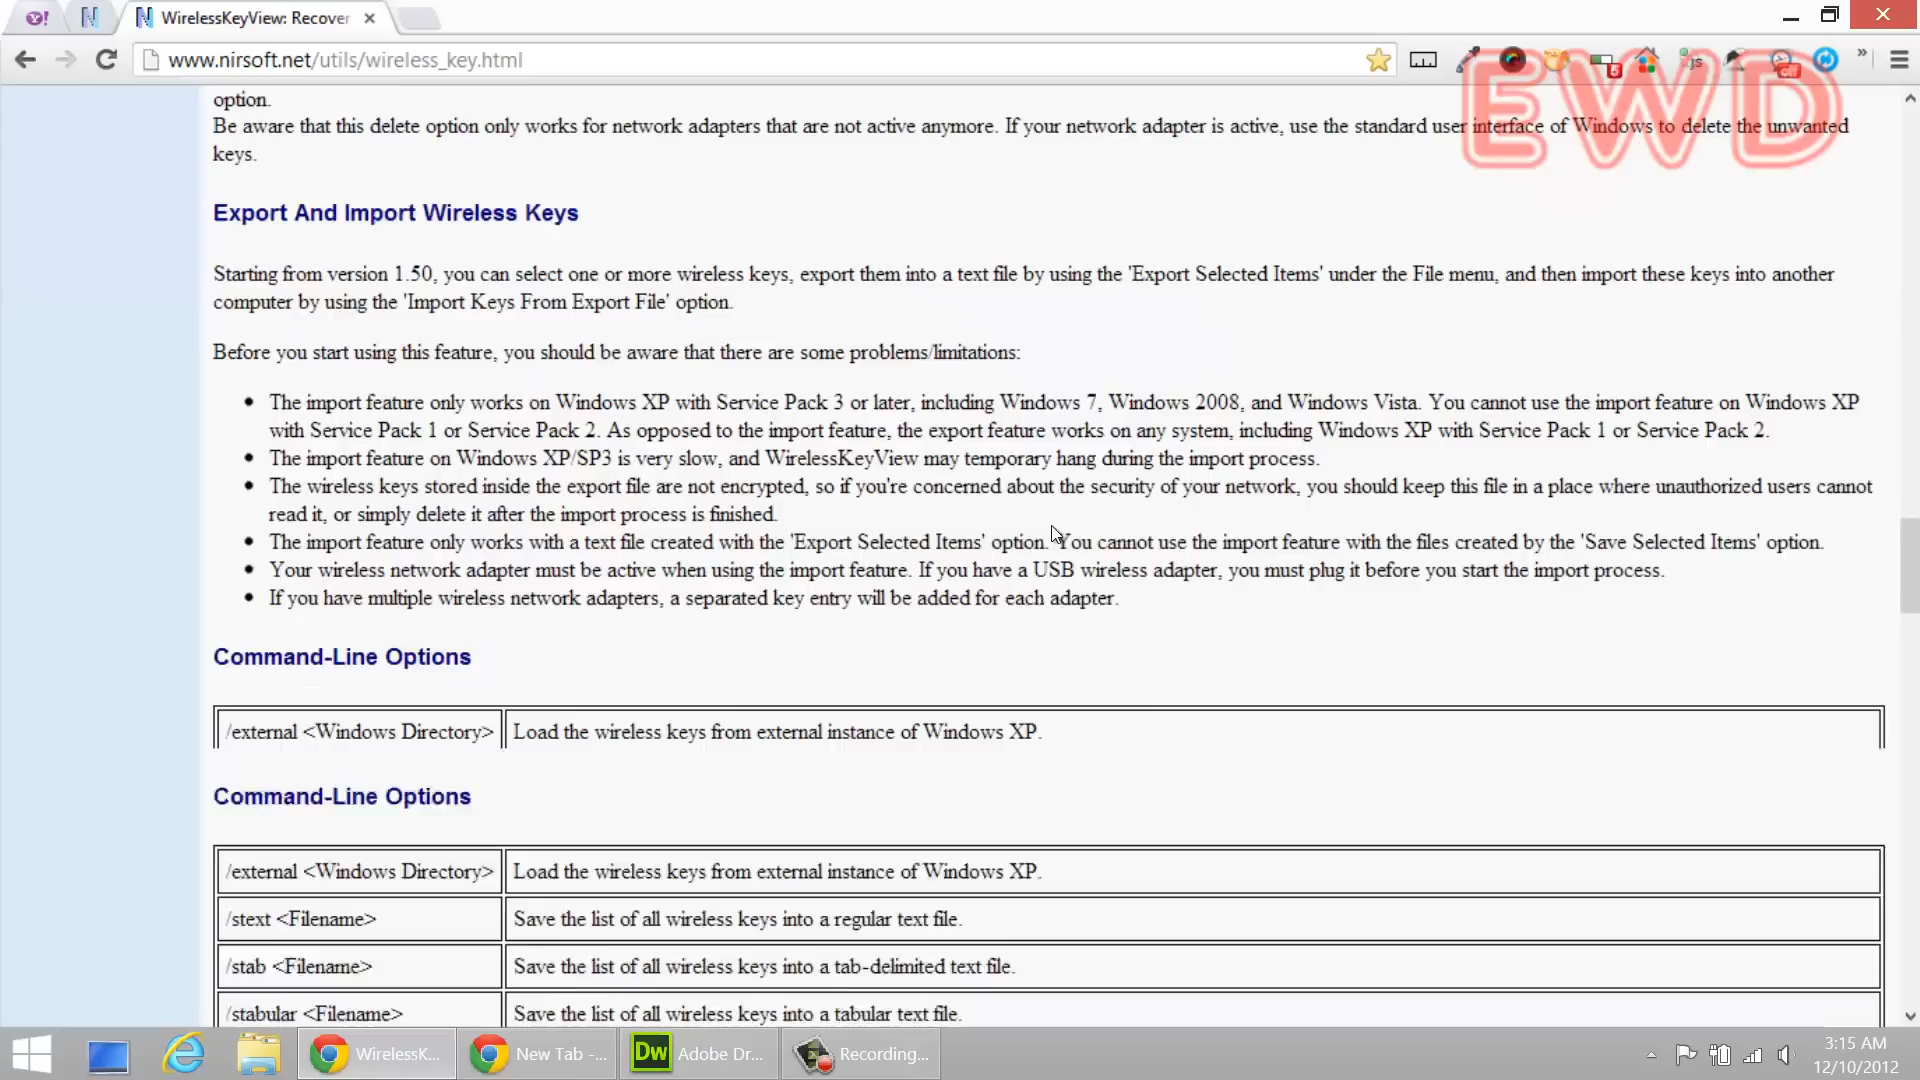 WirelessKeyView: Recover
www.nirsoft.net/utils/wireless_key.html
EWD
option.
Be aware that this delete option only works for network adapters that are not active anymore. If your network adapter is active, use the standard user interface of Windows to delete the unwanted
keys.
Export And Import Wireless Keys
Starting from version 1.50, you can select one or more wireless keys, export them into a text file by using the 'Export Selected Items' under the File menu, and then import these keys into another
computer by using the 'Import Keys From Export File' option.
Before you start using this feature, you should be aware that there are some problems/limitations:
The import feature only works on Windows XP with Service Pack 3 or later, including Windows 7, Windows 2008, and Windows Vista. You cannot use the import feature on Windows XP
with Service Pack 1 or Service Pack 2. As opposed to the import feature, the export feature works on any system, including Windows XP with Service Pack 1 or Service Pack 2.
The import feature on Windows XP/SP3 is very slow, and WirelessKeyView may temporary hang during the import process.
The wireless keys stored inside the export file are not encrypted, so if you're concerned about the security of your network, you should keep this file in a place where unauthorized users cannot
read it, or simply delete it after the import process is finished.
The import feature only works with a text file created with the 'Export Selected Items' option. You cannot use the import feature with the files created by the 'Save Selected Items' option.
Your wireless network adapter must be active when using the import feature. If you have a USB wireless adapter, you must plug it before you start the import process.
If you have multiple wireless network adapters, a separated key entry will be added for each adapter.
Command-Line Options
/external <Windows Directory> Load the wireless keys from external instance of Windows XP.
Command-Line Options
/external <Windows Directory> Load the wireless keys from external instance of Windows XP.
/stext <Filename> Save the list of all wireless keys into a regular text file.
/stab <Filename> Save the list of all wireless keys into a tab-delimited text file.
/stabular <Filename> Save the list of all wireless keys into a tabular text file.
WirelessK... New Tab -... Dw Adobe Dr... Recording...
3:15 AM
12/10/2012